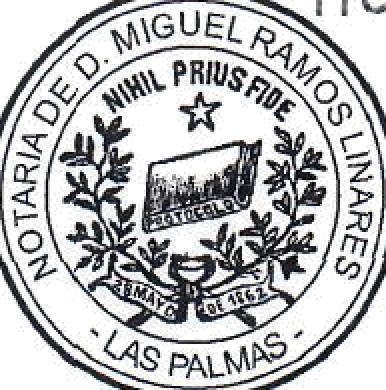 NOTARIA DE D. MIGUEL RAMOS LINARES
NIHIL PRIUS FIDE
PROTOCOLO
28 MAYO DE 1862
- LAS PALMAS -